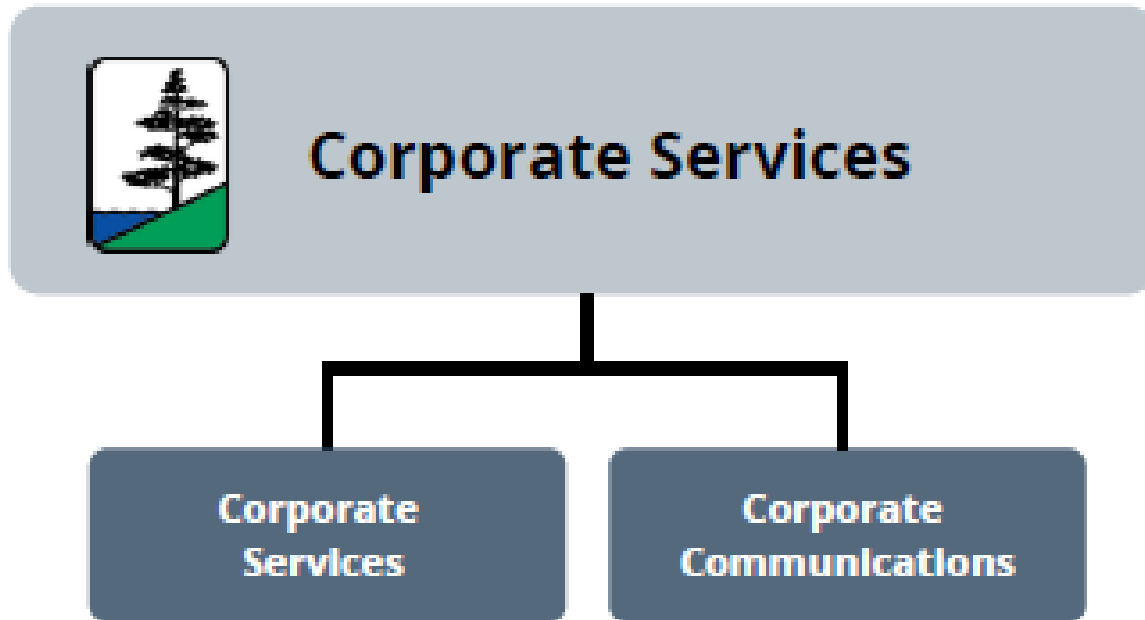 Corporate Services
Corporate
Services
Corporate
Communications